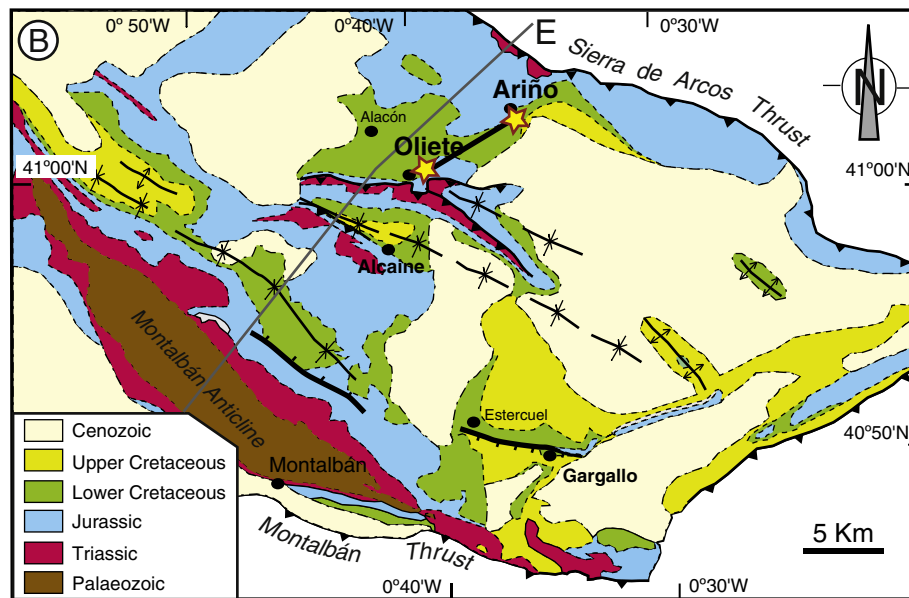 0°50'W
0°40'W
0°30'W
B
E
Sierra de Arcos Thrust
N
Ariño
Alacón
Oliete
41°00'N
41°00'N
Alcaine
Montalbán Anticline
Estercuel
40°50'N
Gargallo
Montalbán
Montalbán Thrust
5 Km
Cenozoic
Upper Cretaceous
Lower Cretaceous
Jurassic
Triassic
Palaeozoic
0°40'W
0°30'W